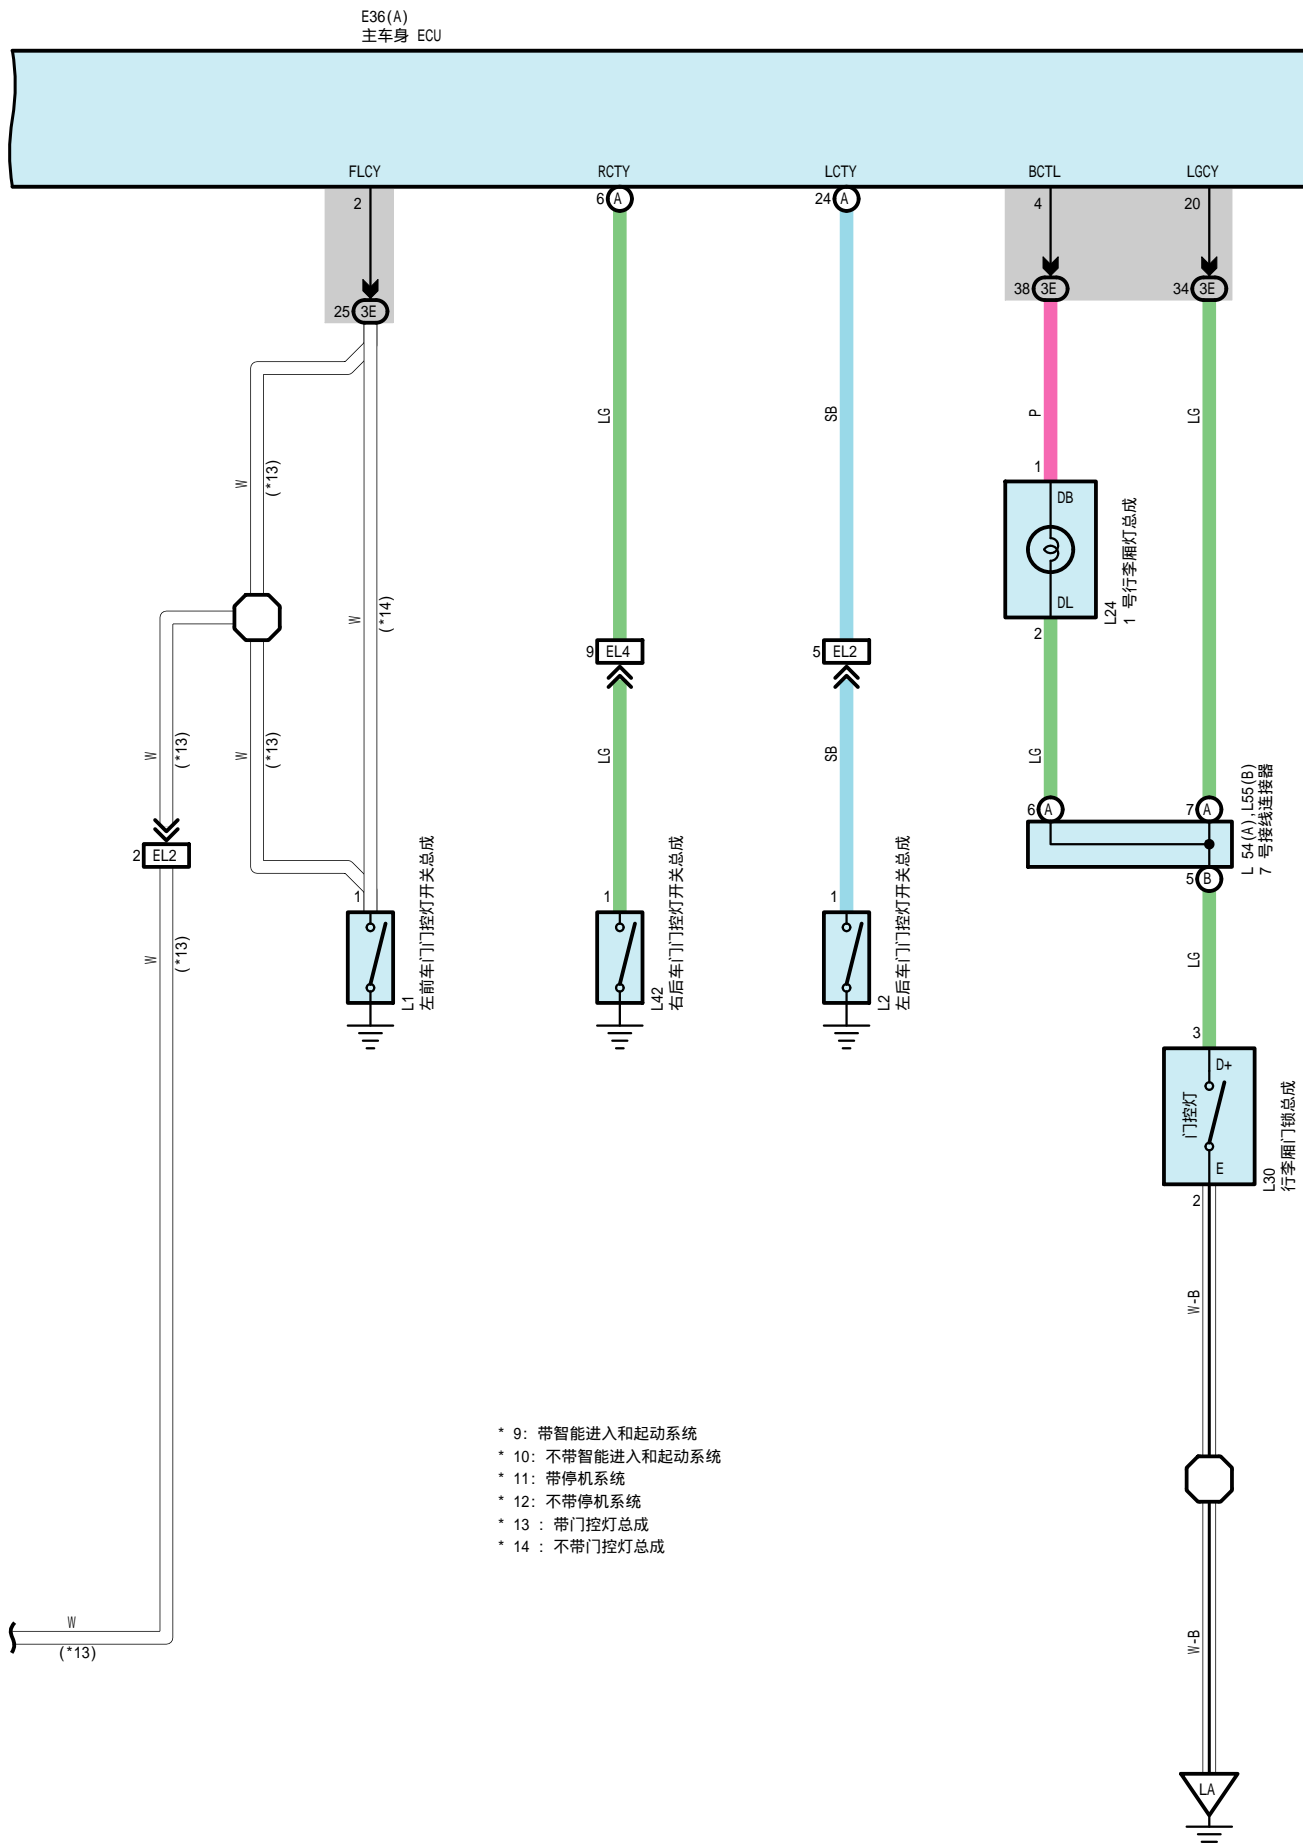 E36(A)
主车身 ECU
FLCY
RCTY
LCTY
BCTL
LGCY
2
6
A
24
A
4
20
25
3E
38
3E
34
3E
LG
SB
P
LG
W
(*13)
1
DB
DL
2
L24
1 号行李厢灯总成
W
(*14)
9
EL4
5
EL2
W
(*13)
W
(*13)
LG
SB
LG
6
A
7
A
L 54(A),L55(B)
7 号接线连接器
5
B
2
EL2
1
L1
左前车门门控灯开关总成
1
L42
右后车门门控灯开关总成
1
L2
左后车门门控灯开关总成
W
(*13)
LG
3
D+
门控灯
E
L30
行李厢门锁总成
2
W-B
* 9: 带智能进入和起动系统
* 10: 不带智能进入和起动系统
* 11: 带停机系统
* 12: 不带停机系统
* 13 : 带门控灯总成
* 14 : 不带门控灯总成
W
(*13)
W-B
LA